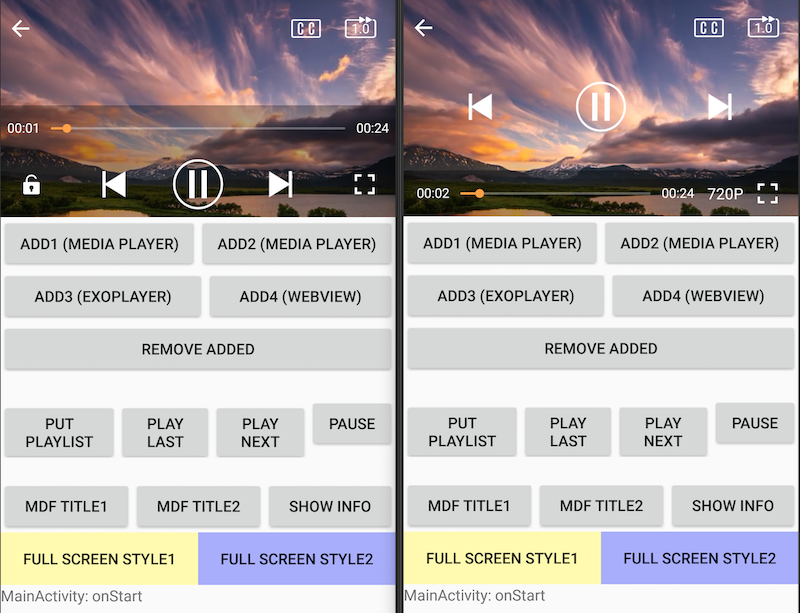 CC 1.0
00:01 00:24
ADD1 (MEDIA PLAYER) ADD2 (MEDIA PLAYER)
ADD3 (EXOPLAYER) ADD4 (WEBVIEW)
REMOVE ADDED
PUT
PLAYLIST
PLAY
LAST
PLAY
NEXT
PAUSE
MDF TITLE1 MDF TITLE2 SHOW INFO
FULL SCREEN STYLE1 FULL SCREEN STYLE2
MainActivity: onStart
CC 1.0
00:02 00:24 720P
ADD1 (MEDIA PLAYER) ADD2 (MEDIA PLAYER)
ADD3 (EXOPLAYER) ADD4 (WEBVIEW)
REMOVE ADDED
PUT
PLAYLIST
PLAY
LAST
PLAY
NEXT
PAUSE
MDF TITLE1 MDF TITLE2 SHOW INFO
FULL SCREEN STYLE1 FULL SCREEN STYLE2
MainActivity: onStart